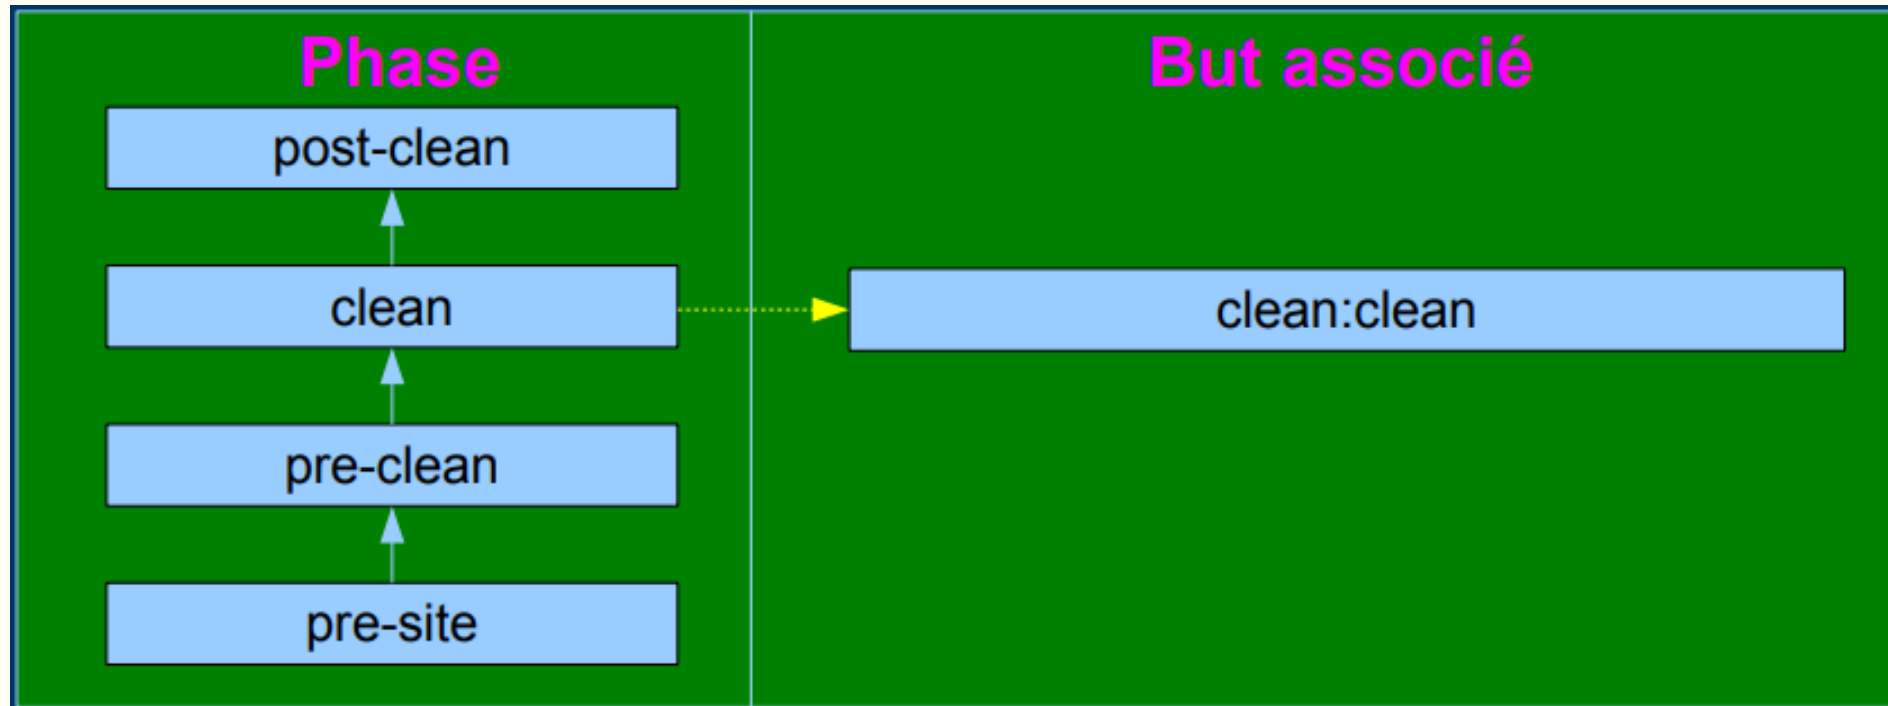 Phase
But associé
post-clean
clean
clean:clean
pre-clean
pre-site